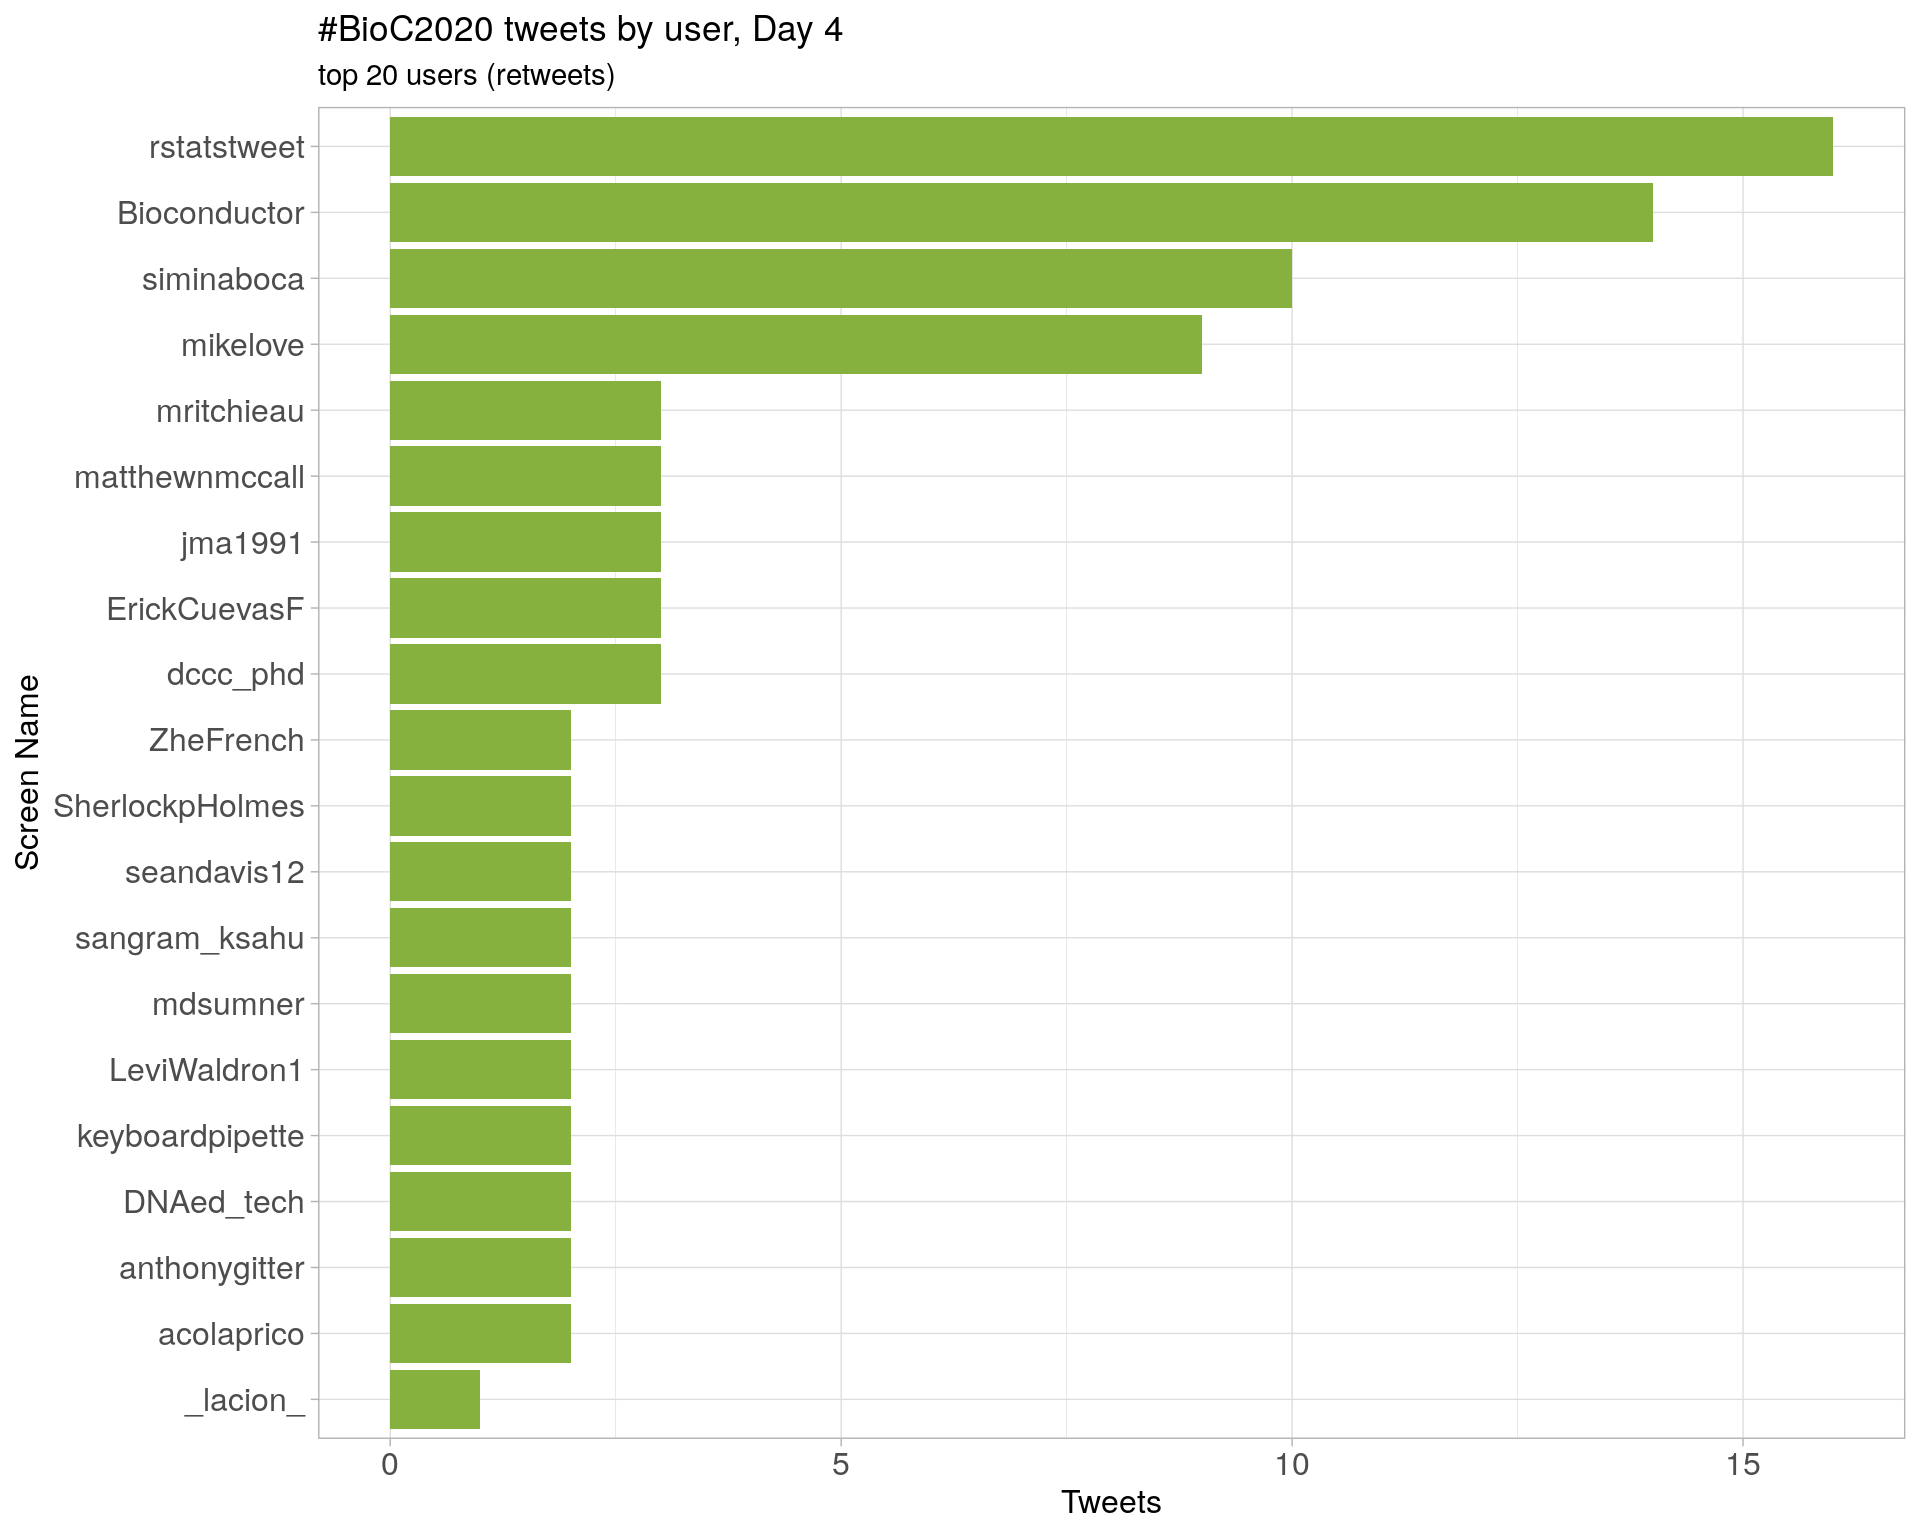 #BioC2020 tweets by user, Day 4
top 20 users (retweets)
rstatstweet
Bioconductor
siminaboca
mikelove
mritchieau
matthewnmccall
jma1991
ErickCuevasF
dccc_phd
ZheFrench
SherlockpHolmes
seandavis12
sangram_ksahu
mdsumner
LeviWaldron1
keyboardpipette
DNAed_tech
anthonygitter
acolaprico
_lacion_
Screen Name
0 5 10 15
Tweets